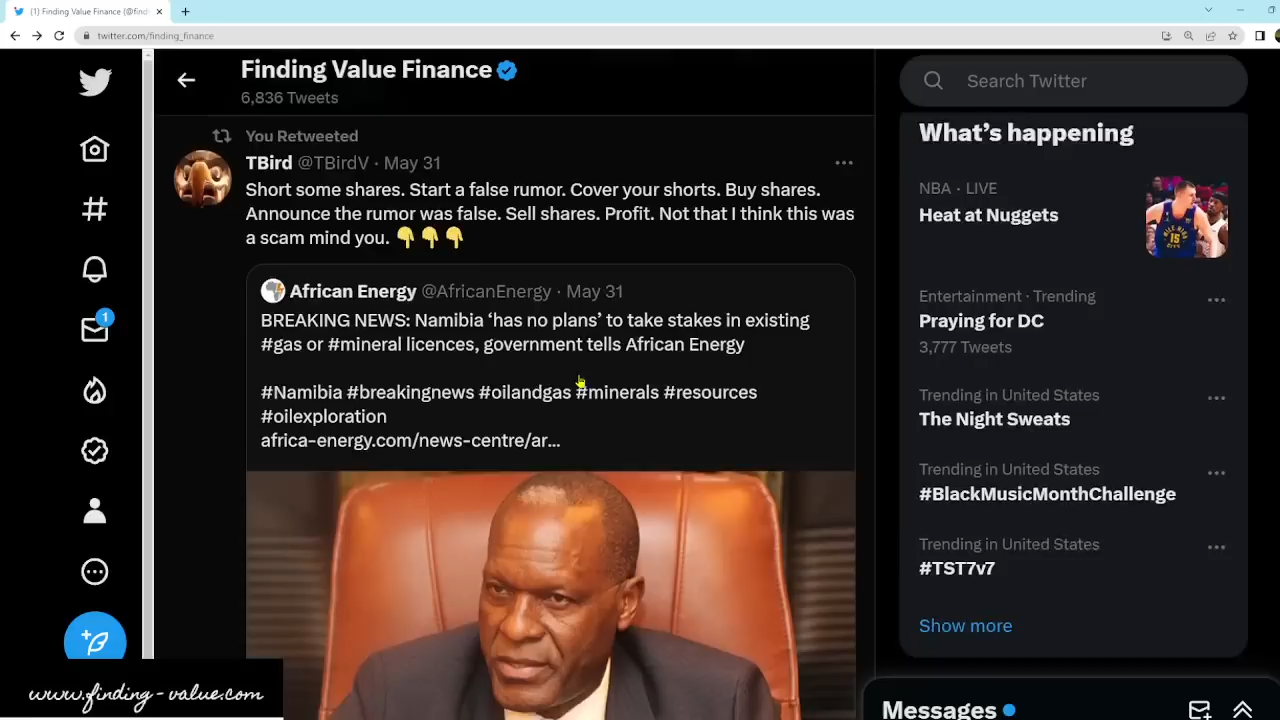 (1) Finding Value Finance (@find
twitter.com/finding_finance
Finding Value Finance
6,836 Tweets
You Retweeted
TBird @TBirdV · May 31
Short some shares. Start a false rumor. Cover your shorts. Buy shares.
Announce the rumor was false. Sell shares. Profit. Not that I think this was
a scam mind you. 👇👇👇
African Energy @AfricanEnergy · May 31
BREAKING NEWS: Namibia ‘has no plans’ to take stakes in existing
#gas or #mineral licences, government tells African Energy
#Namibia #breakingnews #oilandgas #minerals #resources
#oilexploration
africa-energy.com/news-centre/ar...
1
www.finding-value.com
Search Twitter
What’s happening
NBA · LIVE
Heat at Nuggets
Entertainment · Trending
Praying for DC
3,777 Tweets
Trending in United States
The Night Sweats
Trending in United States
#BlackMusicMonthChallenge
Trending in United States
#TST7v7
Show more
Messages